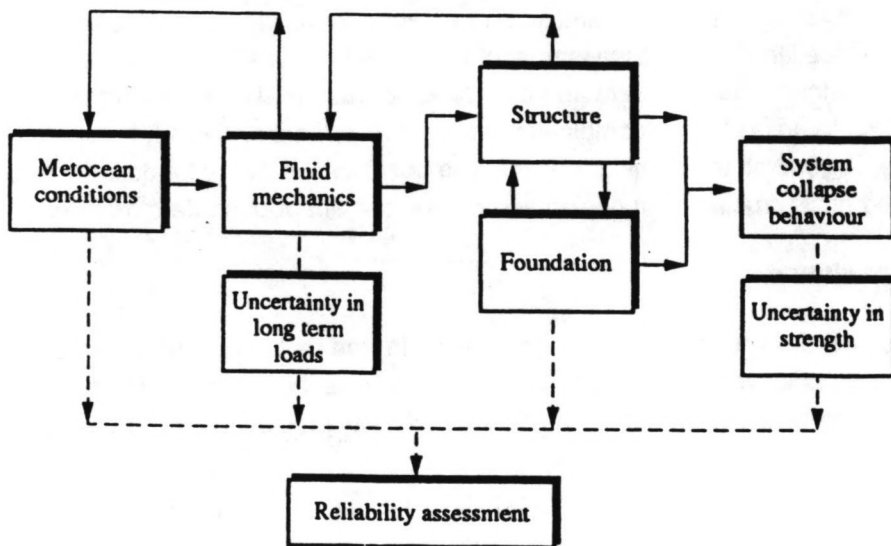 Metocean
conditions
Fluid
mechanics
Structure
Foundation
System
collapse
behaviour
Uncertainty in
long term
loads
Uncertainty in
strength
Reliability assessment